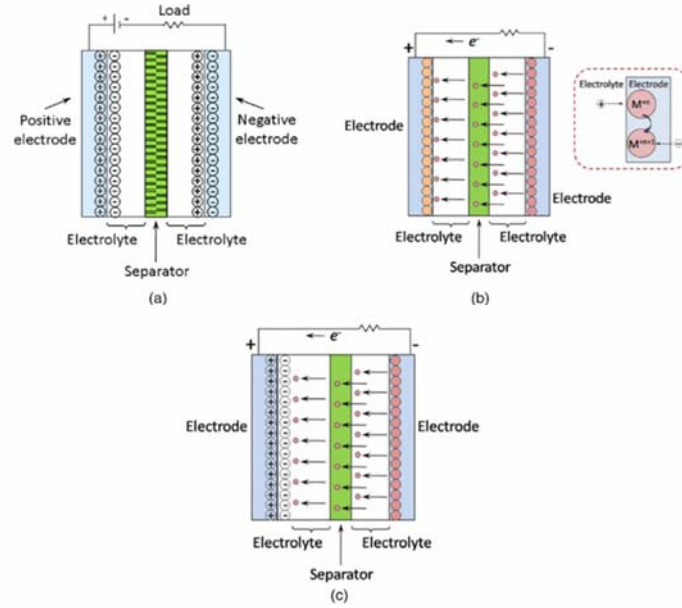 + - Load
Positive
electrode
Negative
electrode
Electrolyte Electrolyte
Separator
(a)
e-
+ -
Electrode
Electrode
Electrolyte Electrolyte
Separator
(b)
Electrolyte Electrode
e-
+ -
Electrode Electrode
Electrolyte Electrolyte
Separator
(c)